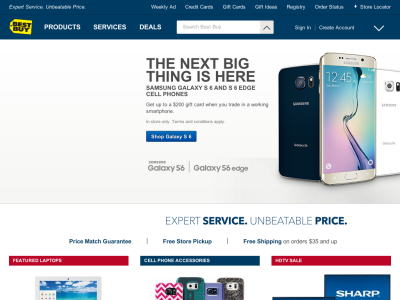 Expert Service. Unbeatable Price.
Weekly Ad Credit Cards Gift Cards Gift Ideas Registry Order Status Store Locator
BEST BUY
PRODUCTS SERVICES DEALS
Search Best Buy
Sign In Create Account
THE NEXT BIG
THING IS HERE
SAMSUNG GALAXY S 6 AND S 6 EDGE
CELL PHONES
Get up to a $200 gift card when you trade in a working
smartphone.
In store only. Terms and conditions apply.
Shop Galaxy S 6
SAMSUNG
Galaxy S6 | Galaxy S6 edge
SAMSUNG
SAMSUNG
EXPERT SERVICE. UNBEATABLE PRICE.
Price Match Guarantee | Free Store Pickup | Free Shipping on orders $35 and up
FEATURED LAPTOPS
CELL PHONE ACCESSORIES
HDTV SALE
SHARP